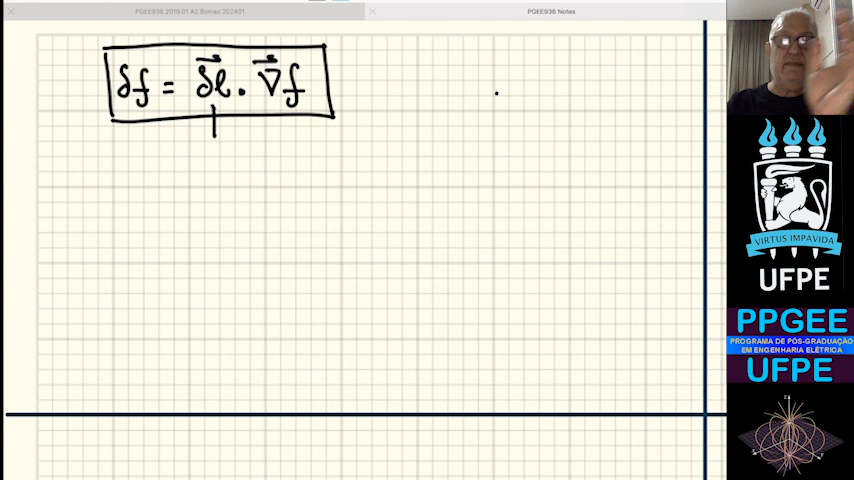 PGEE936 2019.01 A2 Borrao 202401
PGEE936 Notes
δf = δℓ⃗ . ∇⃗f
VIRTUS IMPAVIDA
UFPE
PPGEE
PROGRAMA DE PÓS-GRADUAÇÃO
EM ENGENHARIA ELÉTRICA
UFPE